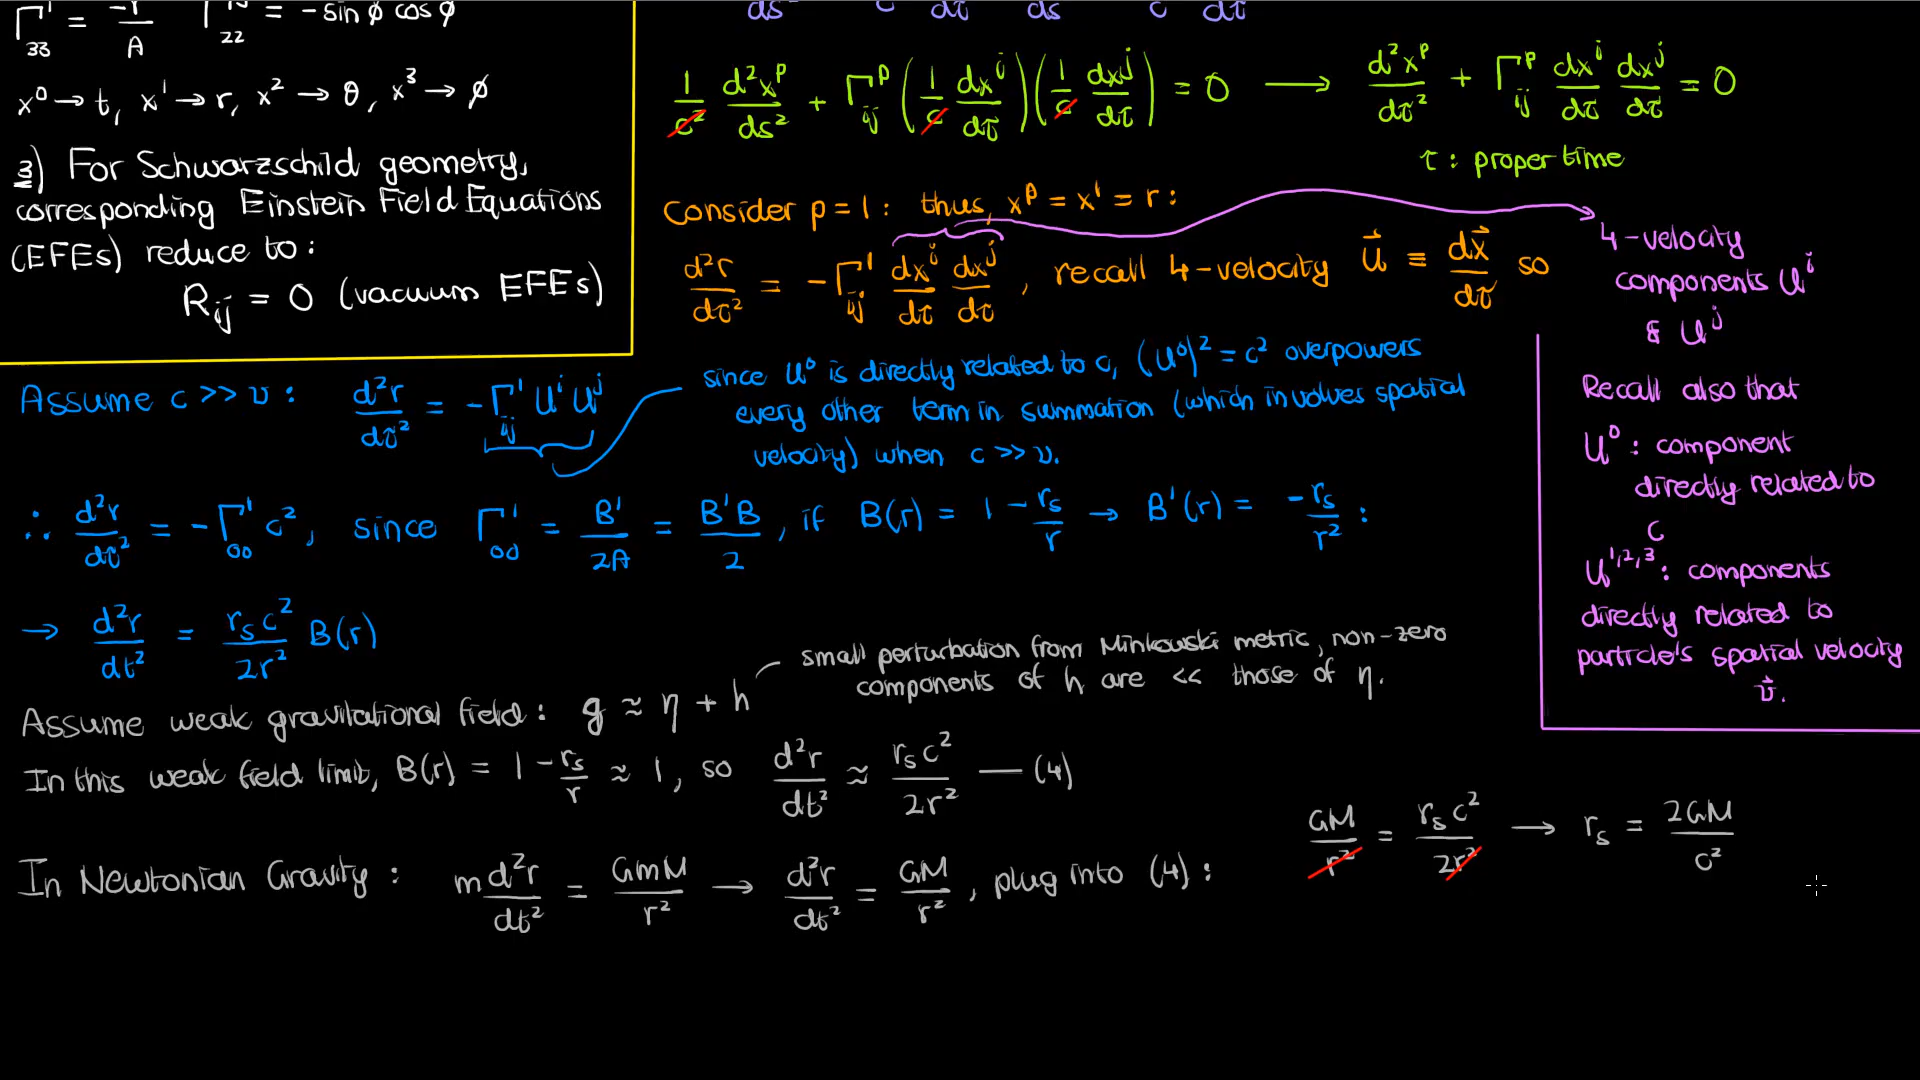 Γ¹₃₃ = -r/A   Γ¹⁰₂₂ = -sin φ cos φ
x⁰ → t, x¹ → r, x² → θ, x³ → φ
3) For Schwarzschild geometry,
corresponding Einstein Field Equations
(EFEs) reduce to:
R_ij = 0 (vacuum EFEs)
1/c² d²x^p/ds² + Γ^p_ij (1/c dx^i/dτ)(1/c dx^j/dτ) = 0 → d²x^p/dτ² + Γ^p_ij dx^i/dτ dx^j/dτ = 0
τ : proper time
Consider p = 1 : thus, x^p = x¹ = r :
d²r/dτ² = -Γ¹_ij dx^i/dτ dx^j/dτ , recall 4-velocity u⃗ ≡ dx⃗/dτ so
4-velocity
components u^i
& u^j
Recall also that
u⁰ : component
directly related to
c
u^1,2,3 : components
directly related to
particle's spatial velocity
v⃗.
Assume c >> v : d²r/dτ² = -Γ¹_ij u^i u^j
since u⁰ is directly related to c, (u⁰)² = c² overpowers
every other term in summation (which involves spatial
velocity) when c >> v.
∴ d²r/dτ² = -Γ¹₀₀ c², since Γ¹₀₀ = B'/2A = B'B/2 , if B(r) = 1 - r_s/r → B'(r) = -r_s/r² :
→ d²r/dt² = r_s c²/2r² B(r)
small perturbation from Minkowski metric, non-zero
components of h are << those of η.
Assume weak gravitational field : g ≈ η + h
In this weak field limit, B(r) = 1 - r_s/r ≈ 1 , so d²r/dt² ≈ r_s c²/2r² — (4)
In Newtonian Gravity : m d²r/dt² = GmM/r² → d²r/dt² = GM/r² , plug into (4) :
GM/r² = r_s c²/2r² → r_s = 2GM/c²